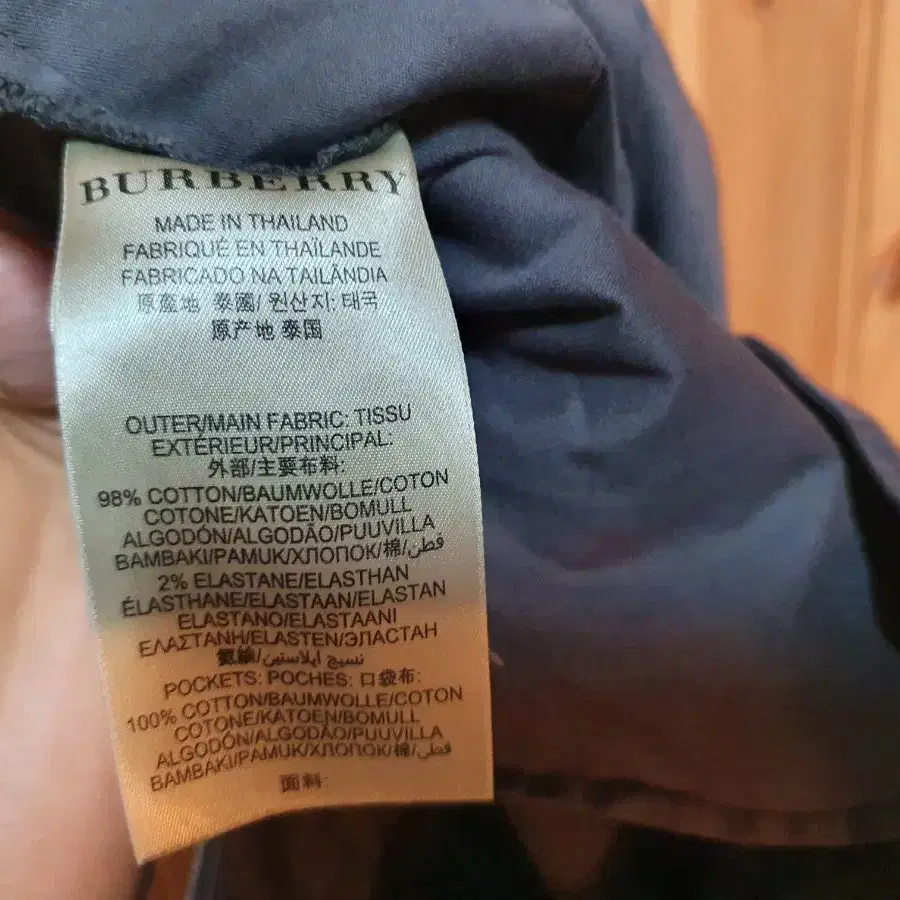 BURBERRY
MADE IN THAILAND
FABRIQUÉ EN THAÏLANDE
FABRICADO NA TAILÂNDIA
原產地 泰國/ 원산지: 태국
原产地 泰国
OUTER/MAIN FABRIC: TISSU
EXTÉRIEUR/PRINCIPAL:
外部/主要布料:
98% COTTON/BAUMWOLLE/COTON
COTONE/KATOEN/BOMULL
ALGODÓN/ALGODÃO/PUUVILLA
BAMBAKI/PAMUK/ХЛОПОК/棉/قطن
2% ELASTANE/ELASTHAN
ÉLASTHANE/ELASTAAN/ELASTAN
ELASTANO/ELASTAANI
ΕΛΑΣΤΑΝΗ/ELASTEN/ЭЛАСТАН
氨綸/نسيج ايلاستين
POCKETS: POCHES: 口袋布:
100% COTTON/BAUMWOLLE/COTON
COTONE/KATOEN/BOMULL
ALGODÓN/ALGODÃO/PUUVILLA
BAMBAKI/PAMUK/ХЛОПОК/棉/قطن
面料: